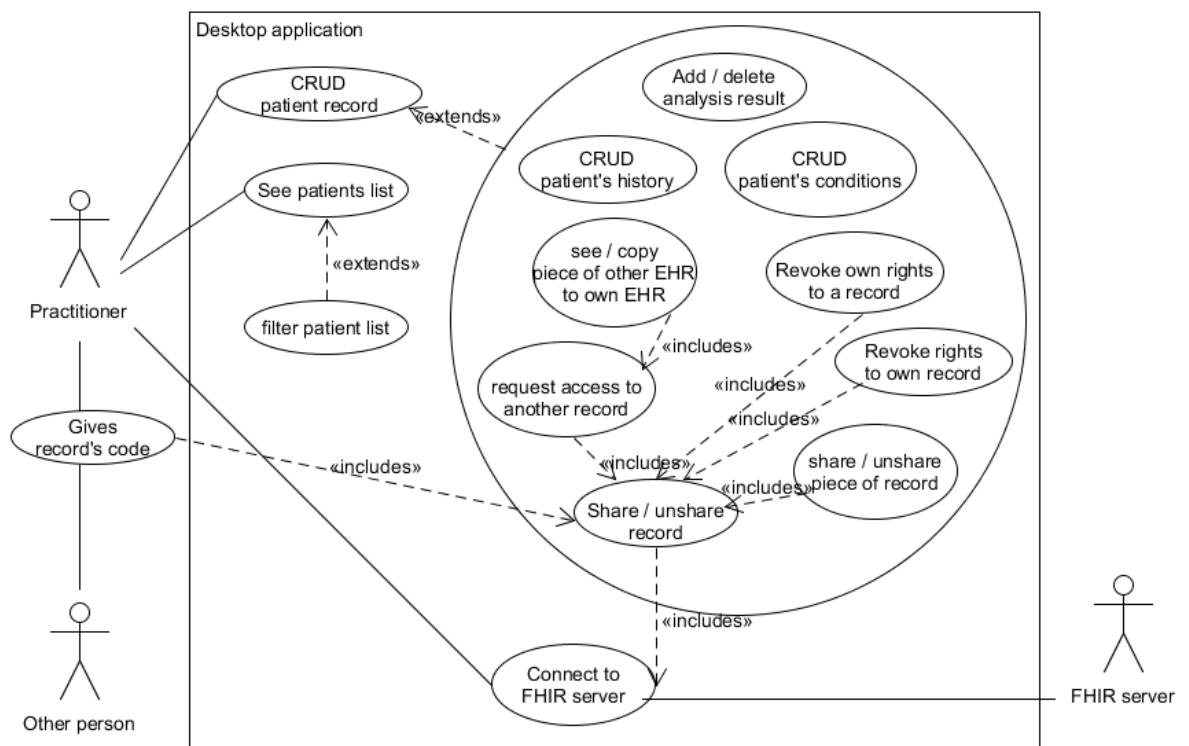 Desktop application
CRUD
patient record
«extends»
Add / delete
analysis result
CRUD
patient's history
CRUD
patient's conditions
See patients list
«extends»
filter patient list
see / copy
piece of other EHR
to own EHR
Revoke own rights
to a record
«includes»
Revoke rights
to own record
request access to
another record
«includes»
«includes»
«includes»
share / unshare
piece of record
«includes»
Share / unshare
record
Practitioner
Gives
record's code
«includes»
«includes»
Connect to
FHIR server
Other person
FHIR server